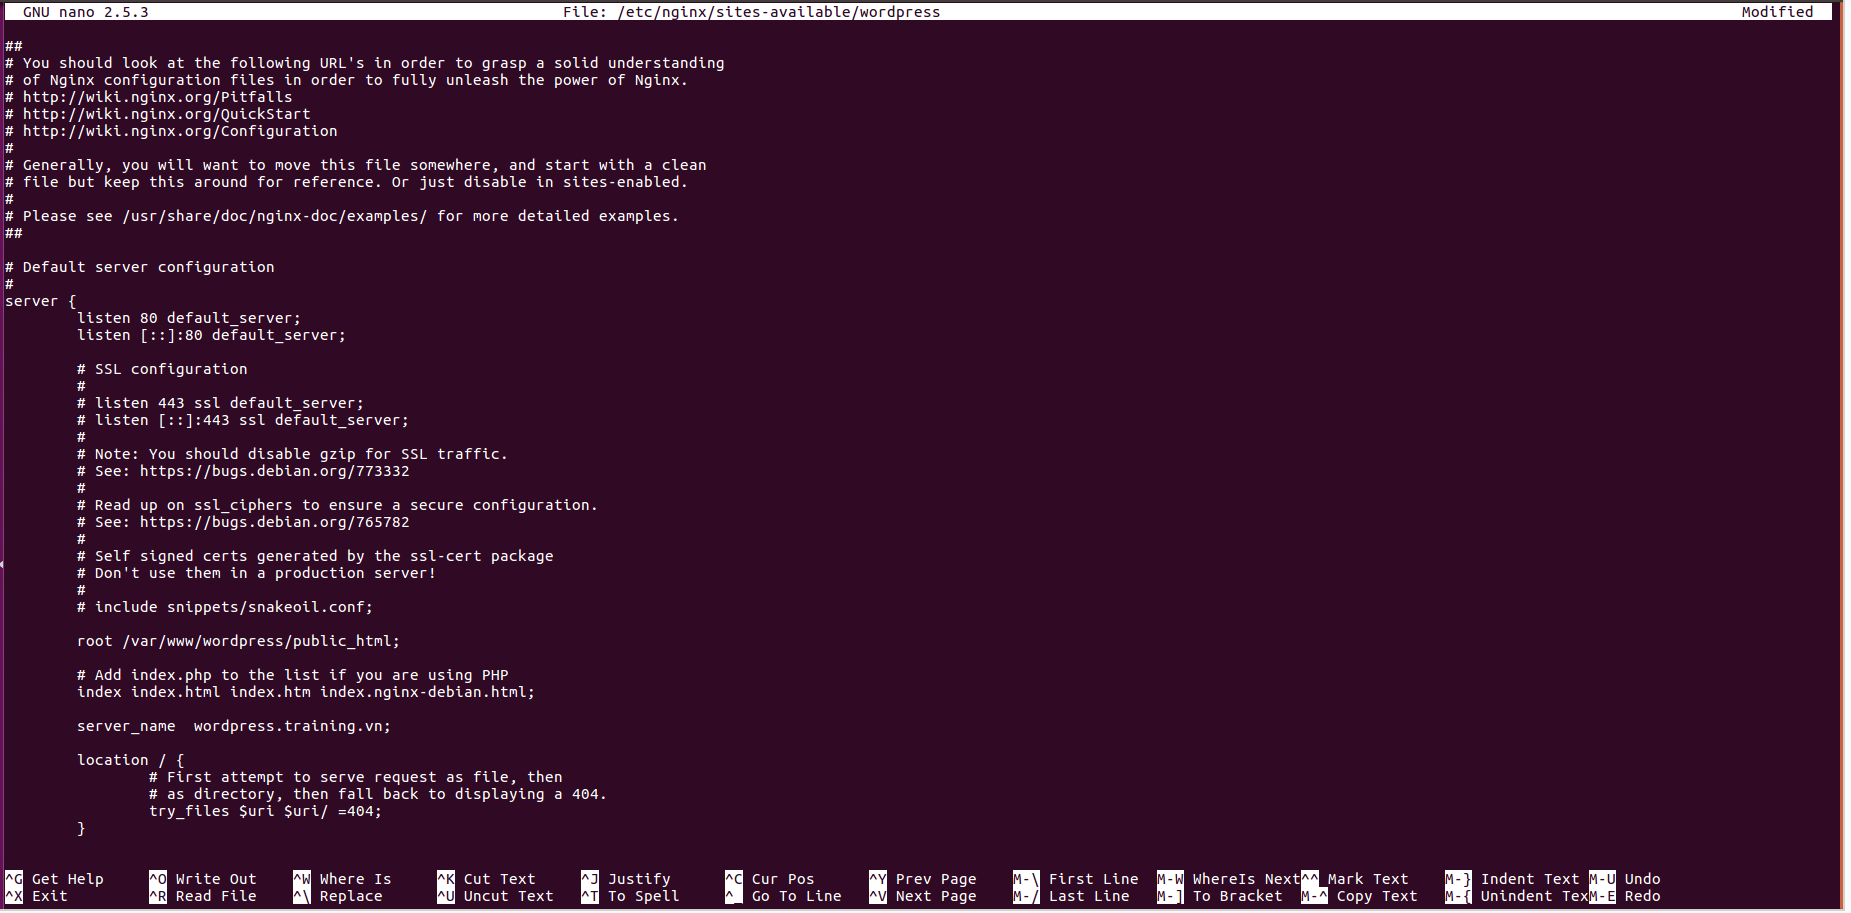 GNU nano 2.5.3 File: /etc/nginx/sites-available/wordpress Modified
##
# You should look at the following URL's in order to grasp a solid understanding
# of Nginx configuration files in order to fully unleash the power of Nginx.
# http://wiki.nginx.org/Pitfalls
# http://wiki.nginx.org/QuickStart
# http://wiki.nginx.org/Configuration
#
# Generally, you will want to move this file somewhere, and start with a clean
# file but keep this around for reference. Or just disable in sites-enabled.
#
# Please see /usr/share/doc/nginx-doc/examples/ for more detailed examples.
##
# Default server configuration
#
server {
listen 80 default_server;
listen [::]:80 default_server;
# SSL configuration
#
# listen 443 ssl default_server;
# listen [::]:443 ssl default_server;
#
# Note: You should disable gzip for SSL traffic.
# See: https://bugs.debian.org/773332
#
# Read up on ssl_ciphers to ensure a secure configuration.
# See: https://bugs.debian.org/765782
#
# Self signed certs generated by the ssl-cert package
# Don't use them in a production server!
#
# include snippets/snakeoil.conf;
root /var/www/wordpress/public_html;
# Add index.php to the list if you are using PHP
index index.html index.htm index.nginx-debian.html;
server_name  wordpress.training.vn;
location / {
# First attempt to serve request as file, then
# as directory, then fall back to displaying a 404.
try_files $uri $uri/ =404;
}
^G Get Help ^O Write Out ^W Where Is ^K Cut Text ^J Justify ^C Cur Pos ^Y Prev Page M-\ First Line M-W WhereIs Next ^^ Mark Text M-} Indent Text M-U Undo
^X Exit ^R Read File ^\ Replace ^U Uncut Text ^T To Spell ^_ Go To Line ^V Next Page M-/ Last Line M-] To Bracket M-^ Copy Text M-{ Unindent Tex M-E Redo